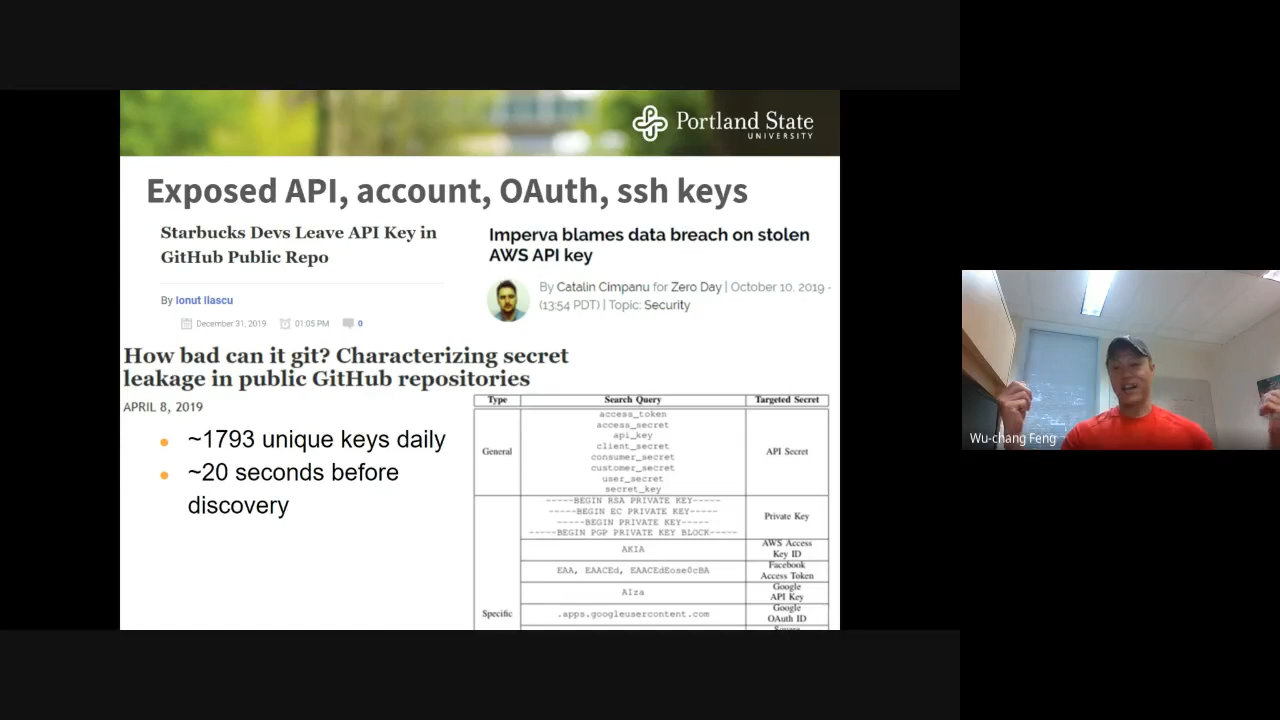 Portland State
UNIVERSITY
Exposed API, account, OAuth, ssh keys
Starbucks Devs Leave API Key in
GitHub Public Repo
By Ionut Ilascu
December 31, 2019 01:05 PM 0
Imperva blames data breach on stolen
AWS API key
By Catalin Cimpanu for Zero Day | October 10, 2019 -
(13:54 PDT) | Topic: Security
How bad can it git? Characterizing secret
leakage in public GitHub repositories
APRIL 8, 2019
• ~1793 unique keys daily
• ~20 seconds before
discovery
Type Search Query Targeted Secret
General
access_token
access_secret
api_key
client_secret
consumer_secret
customer_secret
user_secret
secret_key
API Secret
Specific
-----BEGIN RSA PRIVATE KEY-----
-----BEGIN EC PRIVATE KEY-----
-----BEGIN PRIVATE KEY-----
-----BEGIN PGP PRIVATE KEY BLOCK-----
Private Key
AKIA
AWS Access
Key ID
EAA, EAACEd, EAACEdEose0cBA
Facebook
Access Token
AIza
Google
API Key
.apps.googleusercontent.com
Google
OAuth ID
Wu-chang Feng